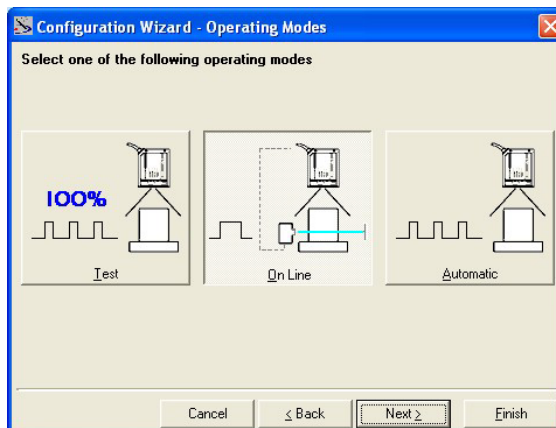 Configuration Wizard - Operating Modes
Select one of the following operating modes
100%
Test
On Line
Automatic
Cancel
< Back
Next >
Finish